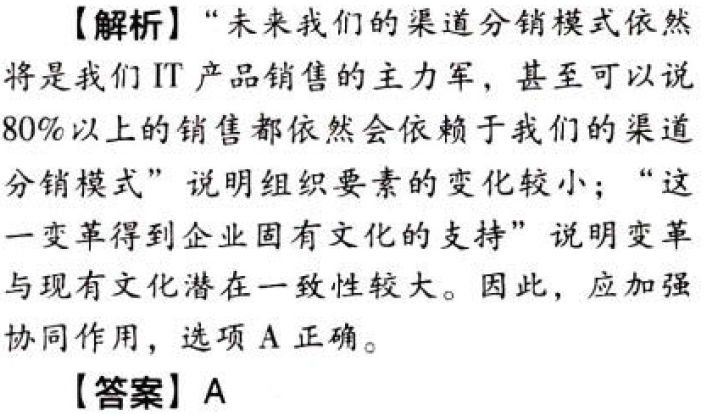 【解析】“未来我们的渠道分销模式依然
将是我们 IT 产品销售的主力军，甚至可以说
80%以上的销售都依然会依赖于我们的渠道
分销模式”说明组织要素的变化较小；“这
一变革得到企业固有文化的支持”说明变革
与现有文化潜在一致性较大。因此，应加强
协同作用，选项 A 正确。
【答案】A